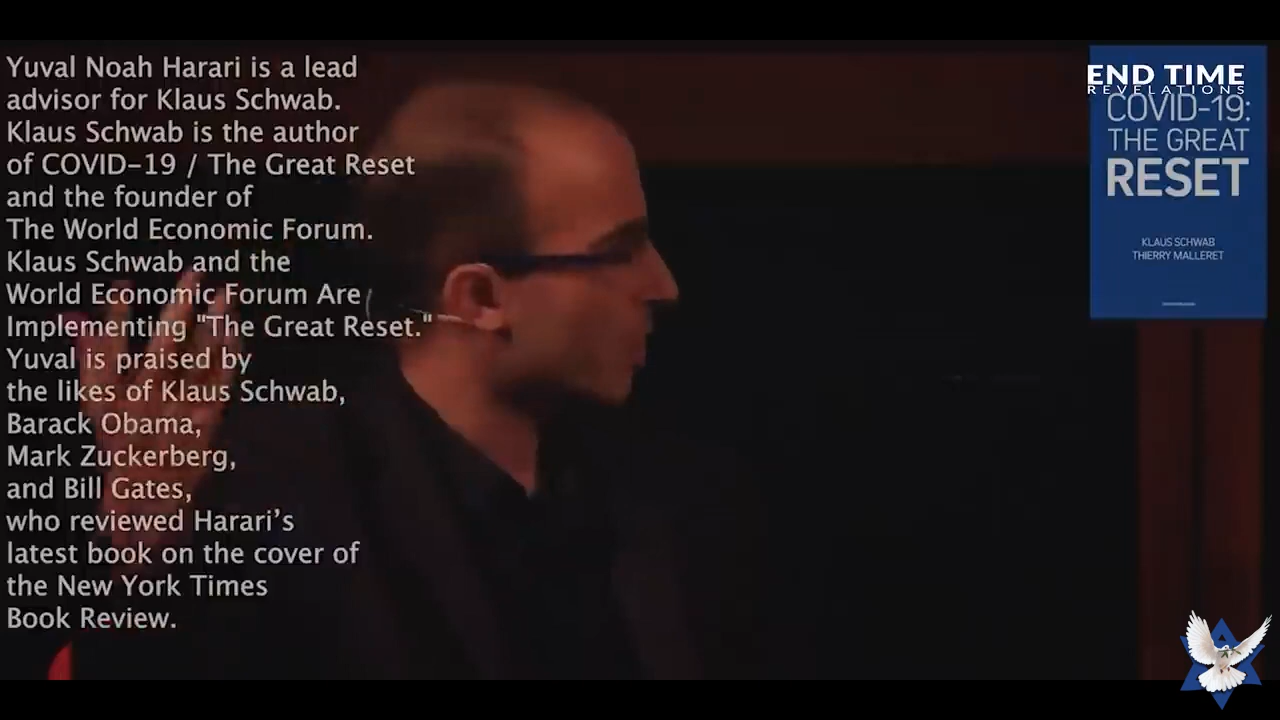 Yuval Noah Harari is a lead
advisor for Klaus Schwab.
Klaus Schwab is the author
of COVID–19 / The Great Reset
and the founder of
The World Economic Forum.
Klaus Schwab and the
World Economic Forum Are
Implementing "The Great Reset."
Yuval is praised by
the likes of Klaus Schwab,
Barack Obama,
Mark Zuckerberg,
and Bill Gates,
who reviewed Harari’s
latest book on the cover of
the New York Times
Book Review.
END TIME
REVELATIONS
COVID-19:
THE GREAT
RESET
KLAUS SCHWAB
THIERRY MALLERET